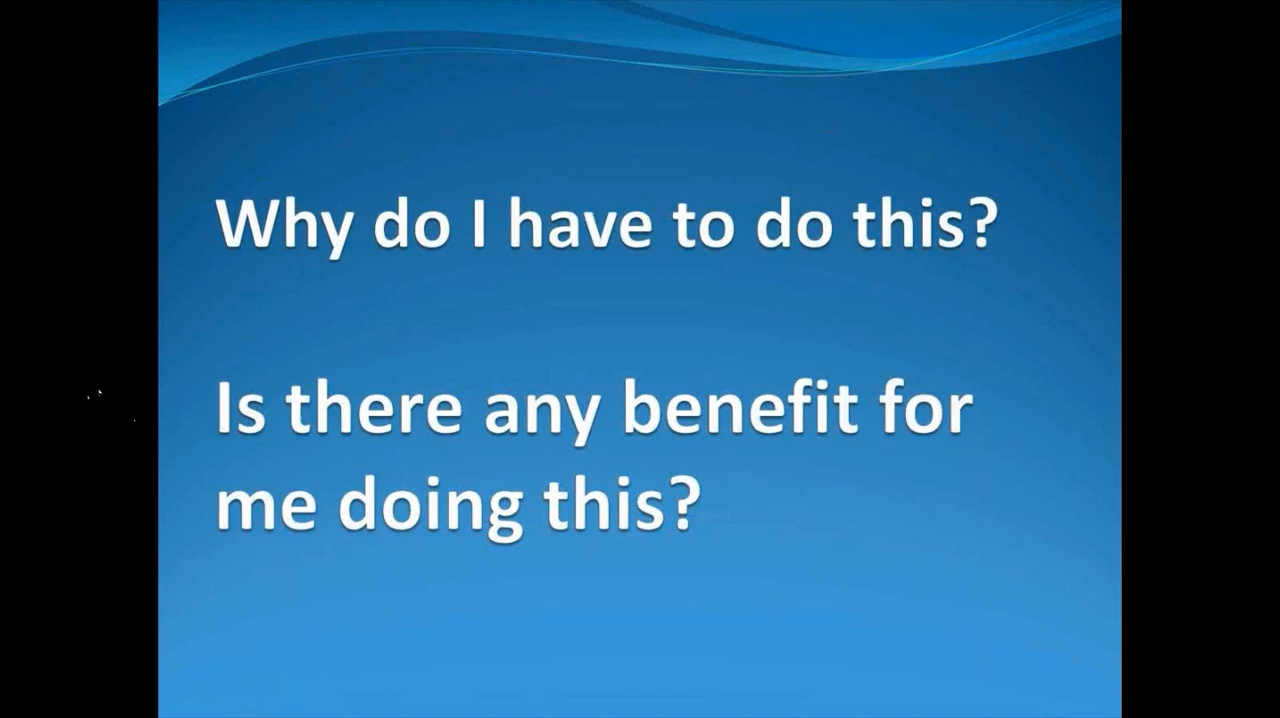 Why do I have to do this?
Is there any benefit for
me doing this?